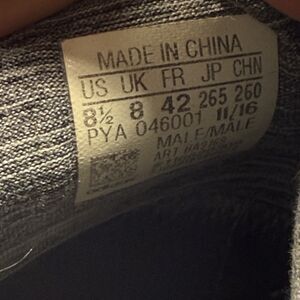 MADE IN CHINA
US UK FR JP CHN
8½ 8 42 265 260
PYA 046001 11/16
MALE/MALE
ART